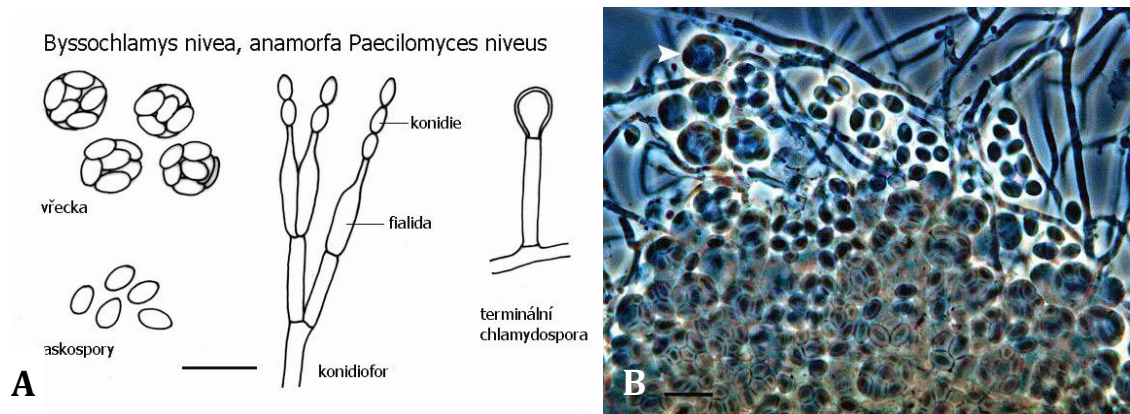 Byssochlamys nivea, anamorfa Paecilomyces niveus
konidie
vřecka
fialida
askospory
konidiofor
terminální
chlamydospora
A
B